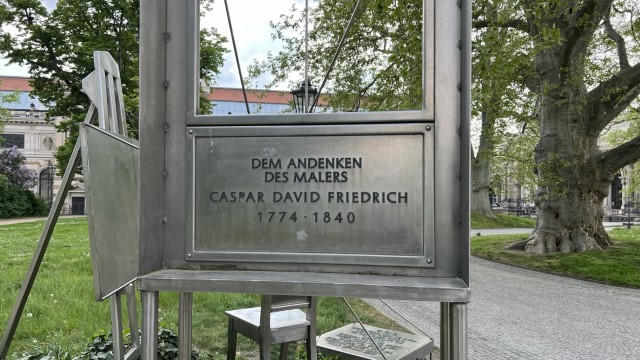 DEM ANDENKEN
DES MALERS
CASPAR DAVID FRIEDRICH
1774 · 1840